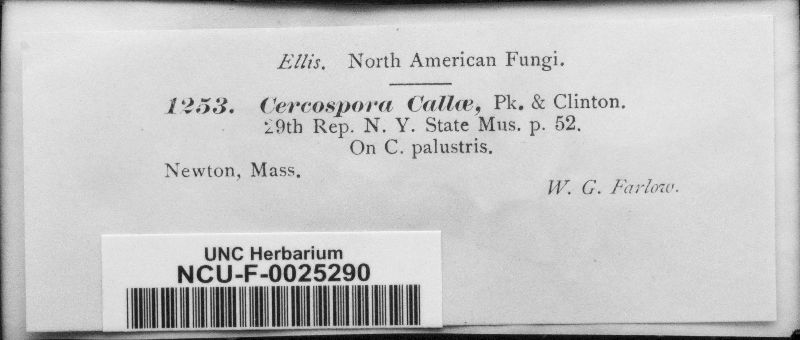 Ellis. North American Fungi.
1253. Cercospora Callæ, Pk. & Clinton.
29th Rep. N. Y. State Mus. p. 52.
On C. palustris.
Newton, Mass.
W. G. Farlow.
UNC Herbarium
NCU-F-0025290